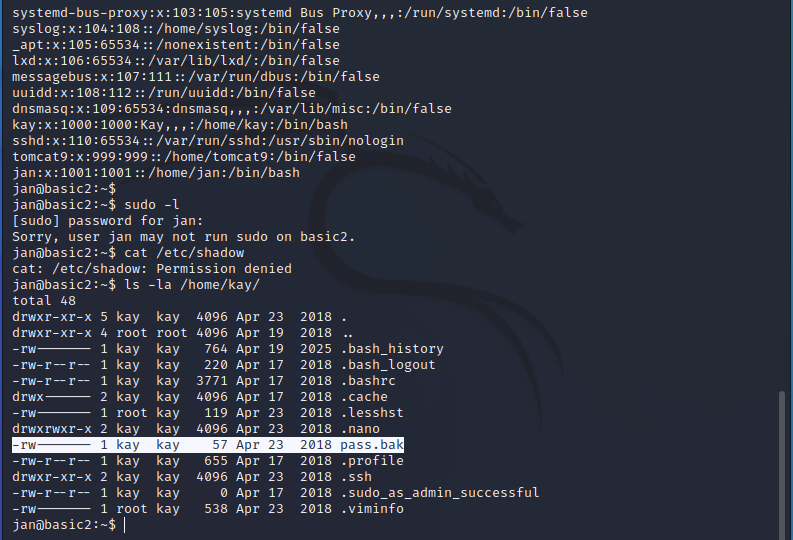 systemd-bus-proxy:x:103:105:systemd Bus Proxy,,,:/run/systemd:/bin/false
syslog:x:104:108::/home/syslog:/bin/false
_apt:x:105:65534::/nonexistent:/bin/false
lxd:x:106:65534::/var/lib/lxd/:/bin/false
messagebus:x:107:111::/var/run/dbus:/bin/false
uuidd:x:108:112::/run/uuidd:/bin/false
dnsmasq:x:109:65534:dnsmasq,,,:/var/lib/misc:/bin/false
kay:x:1000:1000:Kay,,,:/home/kay:/bin/bash
sshd:x:110:65534::/var/run/sshd:/usr/sbin/nologin
tomcat9:x:999:999::/home/tomcat9:/bin/false
jan:x:1001:1001::/home/jan:/bin/bash
jan@basic2:~$
jan@basic2:~$ sudo -l
[sudo] password for jan:
Sorry, user jan may not run sudo on basic2.
jan@basic2:~$ cat /etc/shadow
cat: /etc/shadow: Permission denied
jan@basic2:~$ ls -la /home/kay/
total 48
drwxr-xr-x 5 kay  kay  4096 Apr 23  2018 .
drwxr-xr-x 4 root root 4096 Apr 19  2018 ..
-rw------- 1 kay  kay   764 Apr 19  2025 .bash_history
-rw-r--r-- 1 kay  kay   220 Apr 17  2018 .bash_logout
-rw-r--r-- 1 kay  kay  3771 Apr 17  2018 .bashrc
drwx------ 2 kay  kay  4096 Apr 17  2018 .cache
-rw------- 1 root kay   119 Apr 23  2018 .lesshst
drwxrwxr-x 2 kay  kay  4096 Apr 23  2018 .nano
-rw------- 1 kay  kay    57 Apr 23  2018 pass.bak
-rw-r--r-- 1 kay  kay   655 Apr 17  2018 .profile
drwxr-xr-x 2 kay  kay  4096 Apr 23  2018 .ssh
-rw-r--r-- 1 kay  kay     0 Apr 17  2018 .sudo_as_admin_successful
-rw------- 1 root kay   538 Apr 23  2018 .viminfo
jan@basic2:~$